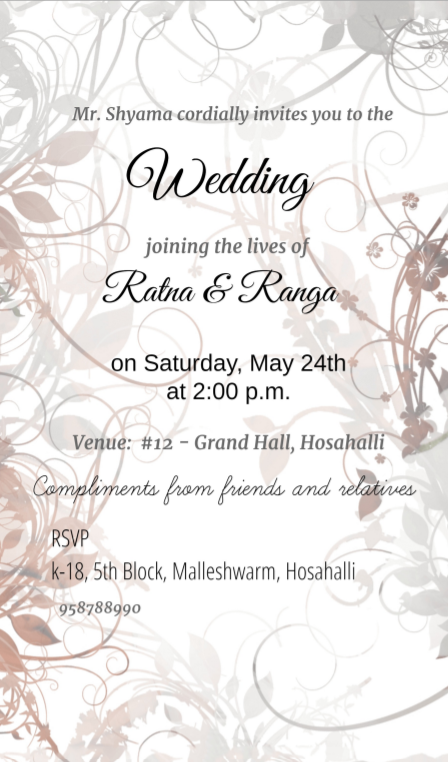 Mr. Shyama cordially invites you to the
Wedding
joining the lives of
Ratna & Ranga
on Saturday, May 24th
at 2:00 p.m.
Venue: #12 - Grand Hall, Hosahalli
Compliments from friends and relatives
RSVP
k-18, 5th Block, Malleshwarm, Hosahalli
958788990